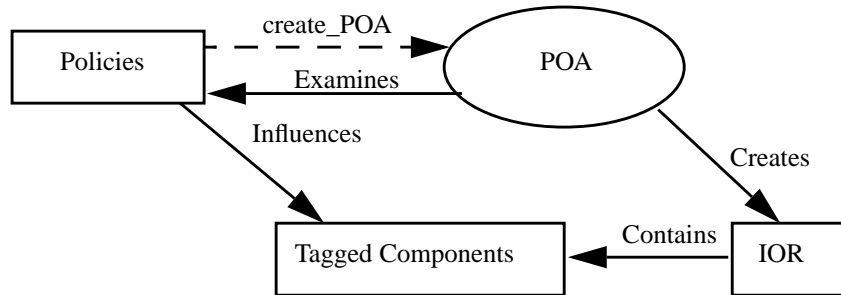 create_POA
Policies
POA
Examines
Influences
Creates
Contains
Tagged Components
IOR